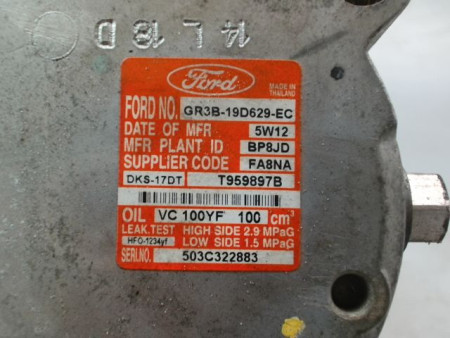 14 L 18 D
Ford
MADE IN
THAILAND
FORD NO. GR3B-19D629-EC
DATE OF MFR 5W12
MFR PLANT ID BP8JD
SUPPLIER CODE FA8NA
DKS-17DT T959897B
OIL VC 100YF 100 cm³
LEAK.TEST HIGH SIDE 2.9 MPaG
HFO-1234yf LOW SIDE 1.5 MPaG
SERI.NO. 503C322883